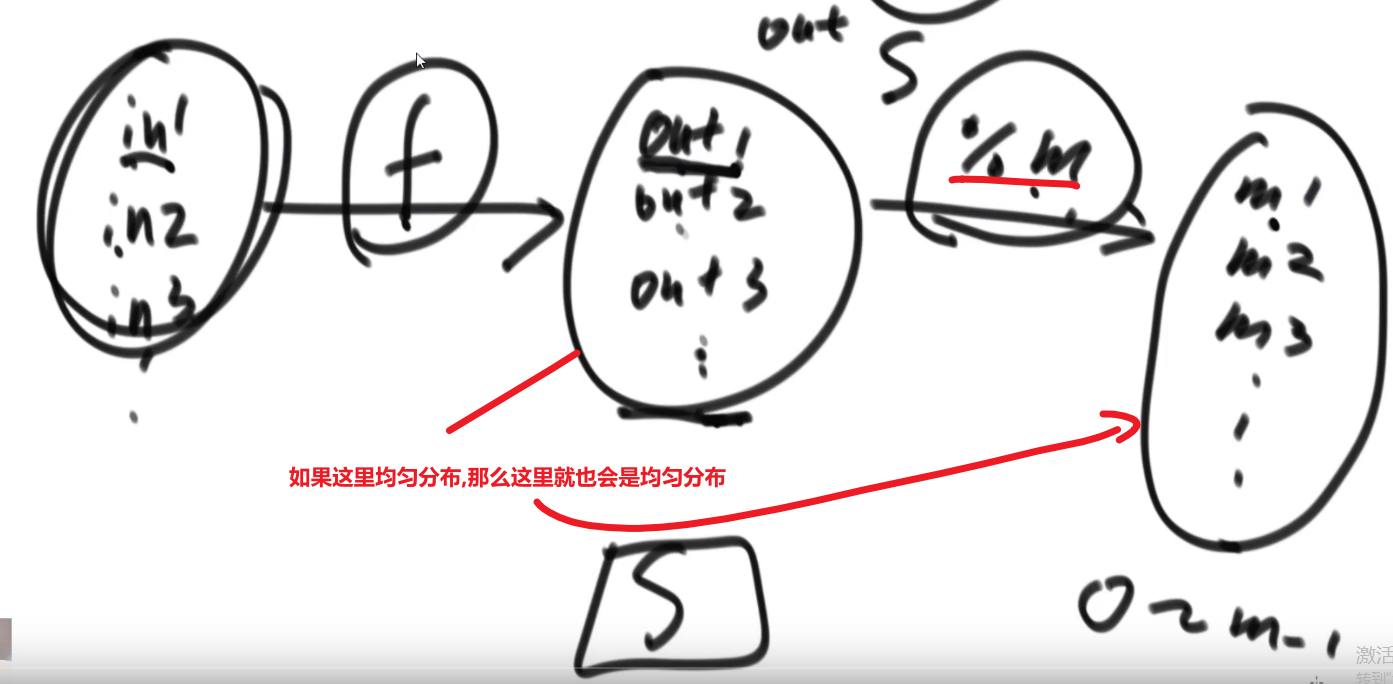 out
S
in1
in2
in3
f
out1
out2
out3
% m
m1
m2
m3
如果这里均匀分布,那么这里就也会是均匀分布
S
0 ~ m-1
激活
转到"